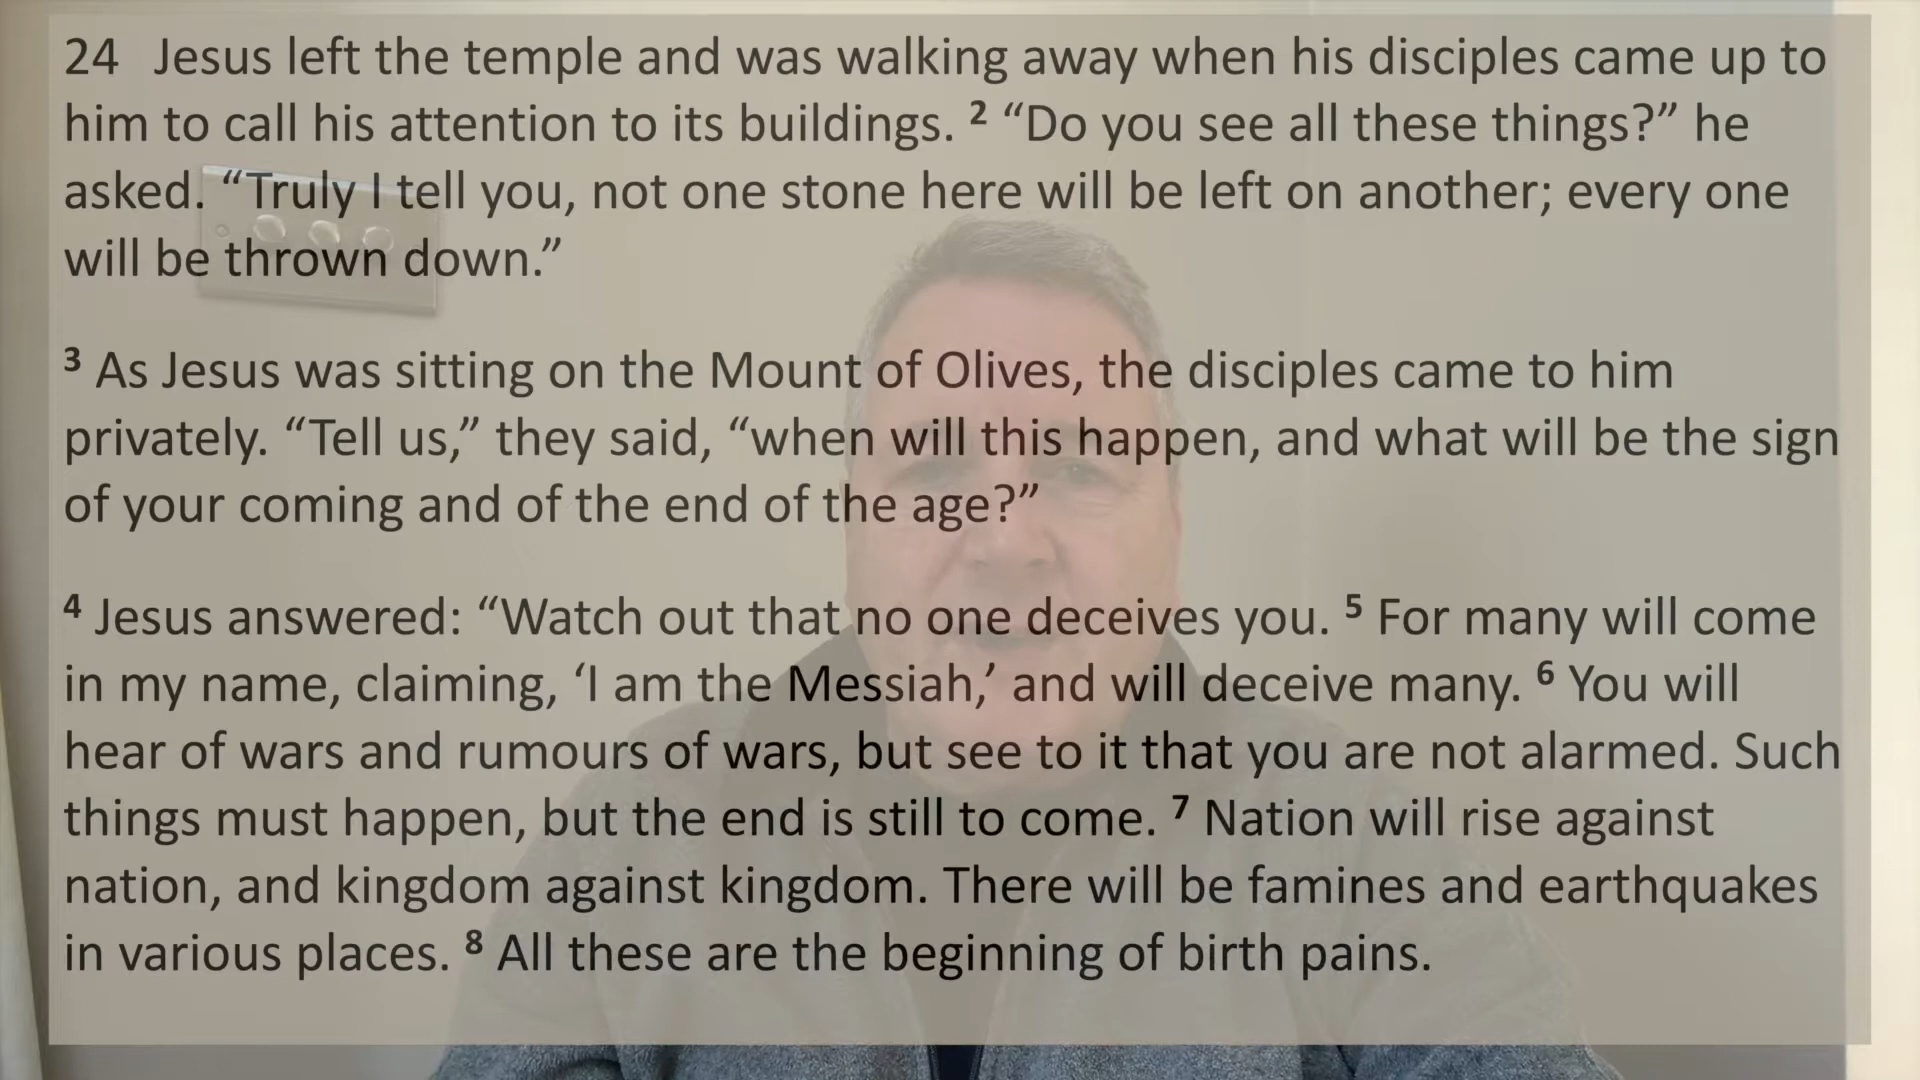 24 Jesus left the temple and was walking away when his disciples came up to
him to call his attention to its buildings. 2 “Do you see all these things?” he
asked. “Truly I tell you, not one stone here will be left on another; every one
will be thrown down.”
3 As Jesus was sitting on the Mount of Olives, the disciples came to him
privately. “Tell us,” they said, “when will this happen, and what will be the sign
of your coming and of the end of the age?”
4 Jesus answered: “Watch out that no one deceives you. 5 For many will come
in my name, claiming, ‘I am the Messiah,’ and will deceive many. 6 You will
hear of wars and rumours of wars, but see to it that you are not alarmed. Such
things must happen, but the end is still to come. 7 Nation will rise against
nation, and kingdom against kingdom. There will be famines and earthquakes
in various places. 8 All these are the beginning of birth pains.